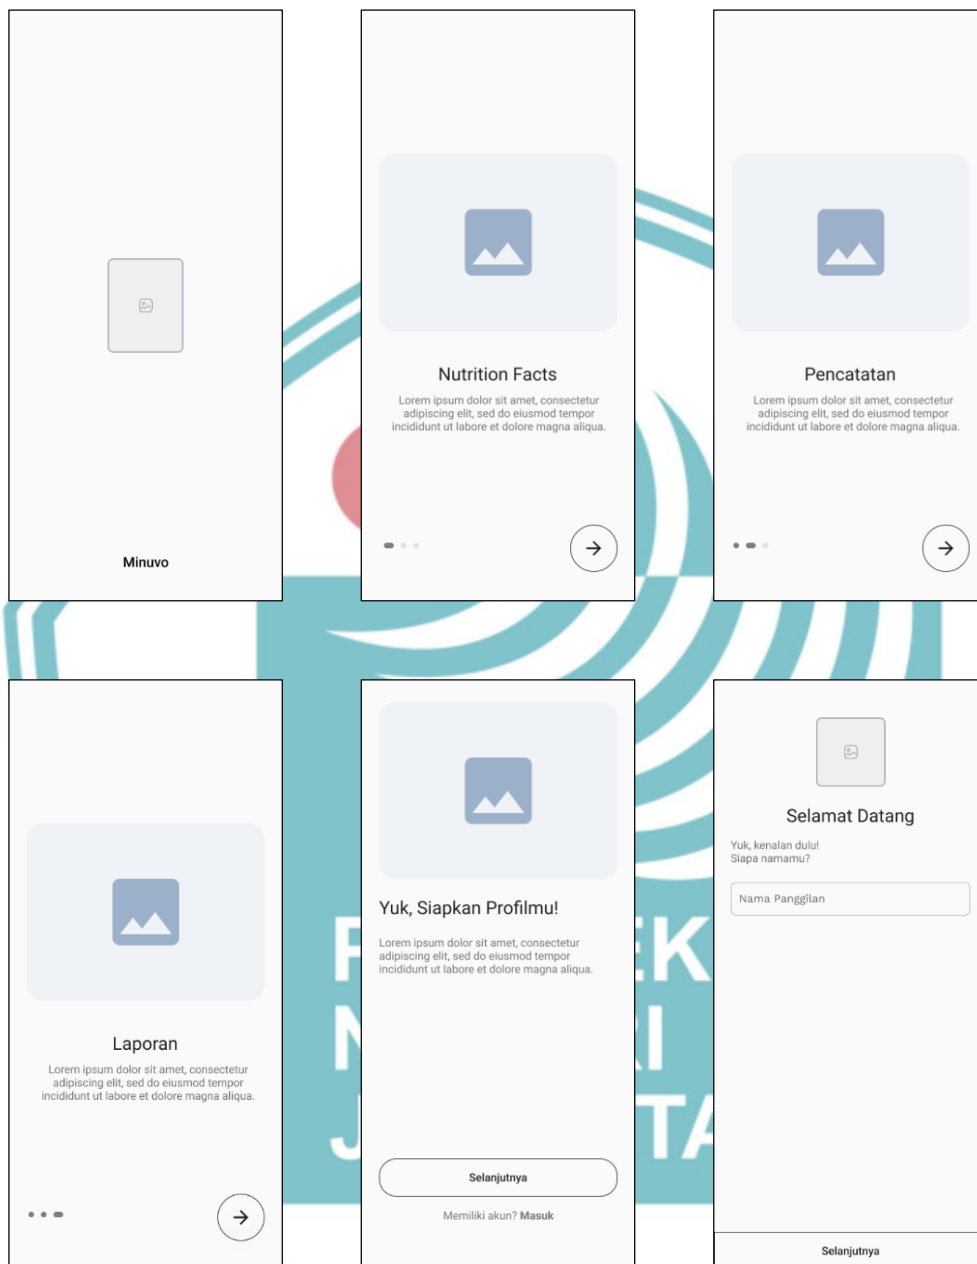 Minuvo
Nutrition Facts
Lorem ipsum dolor sit amet, consectetur
adipiscing elit, sed do eiusmod tempor
incididunt ut labore et dolore magna aliqua.
Pencatatan
Lorem ipsum dolor sit amet, consectetur
adipiscing elit, sed do eiusmod tempor
incididunt ut labore et dolore magna aliqua.
Laporan
Lorem ipsum dolor sit amet, consectetur
adipiscing elit, sed do eiusmod tempor
incididunt ut labore et dolore magna aliqua.
Yuk, Siapkan Profilmu!
Lorem ipsum dolor sit amet, consectetur
adipiscing elit, sed do eiusmod tempor
incididunt ut labore et dolore magna aliqua.
Selanjutnya
Memiliki akun? Masuk
Selamat Datang
Yuk, kenalan dulu!
Siapa namamu?
Nama Panggilan
Selanjutnya